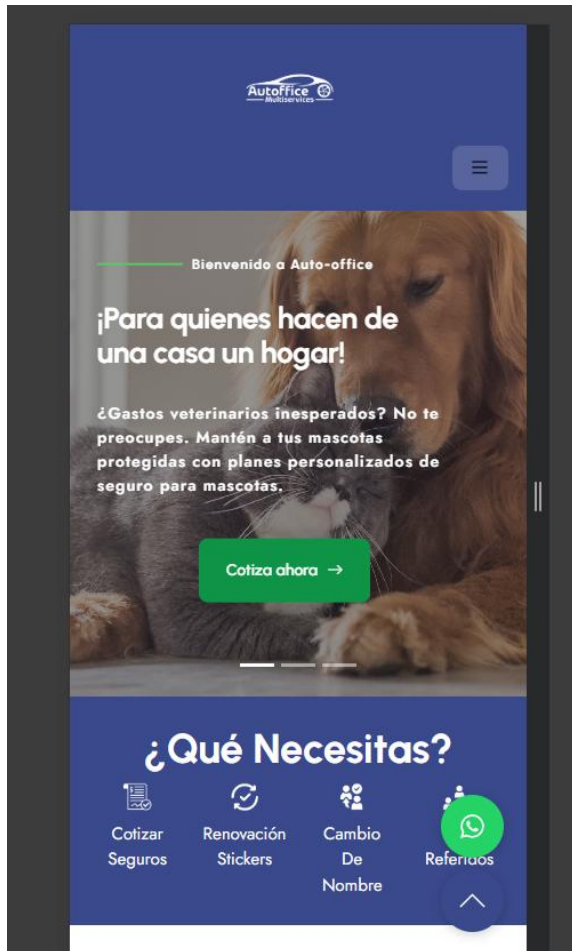 Autoffice
Multiservices
Bienvenido a Auto-office
¡Para quienes hacen de
una casa un hogar!
¿Gastos veterinarios inesperados? No te
preocupes. Mantén a tus mascotas
protegidas con planes personalizados de
seguro para mascotas.
Cotiza ahora →
¿Qué Necesitas?
Cotizar
Seguros
Renovación
Stickers
Cambio
De
Nombre
Referidos